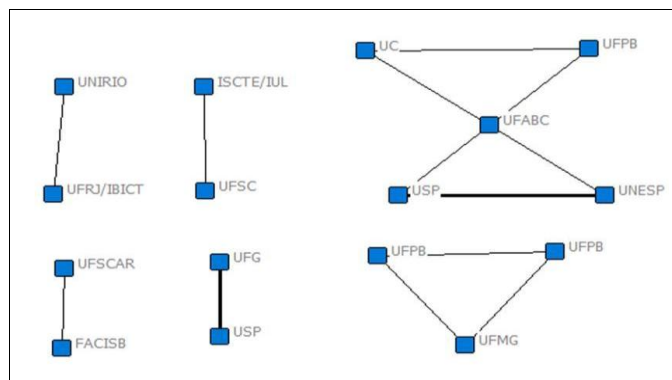 UC
UFPB
UNIRIO
ISCTE/IUL
UFABC
UFRJ/IBICT
UFSC
USP
UNESP
UFPB
UFPB
UFSCAR
UFG
FACISB
USP
UFMG